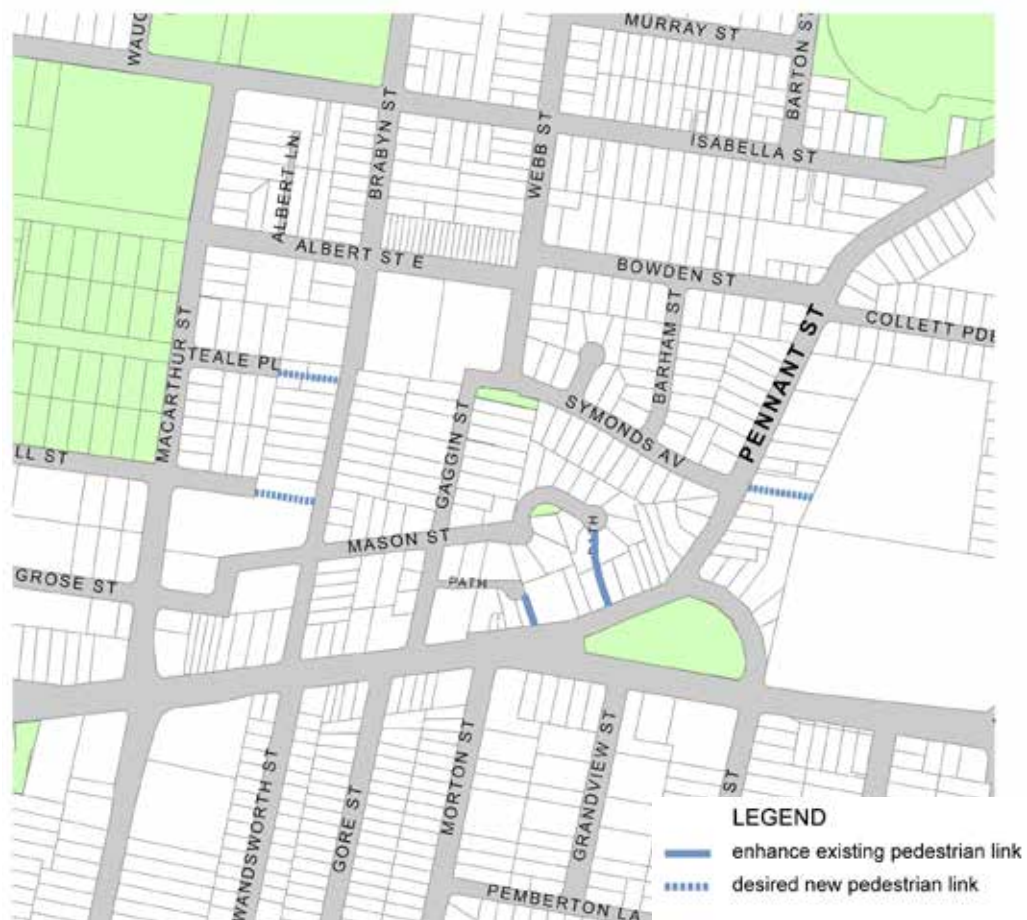 MURRAY ST
BARTON ST
WAUG
ISABELLA ST
BRABYN ST
WEBB ST
ALBERT LN
ALBERT ST E
BOWDEN ST
COLLETT PDE
BARHAM ST
PENNANT ST
MACARTHUR ST
TEALE PL
SYMONDS AV
GAGGIN ST
LL ST
MASON ST
PATH
GROSE ST
PATH
WANDSWORTH ST
GORE ST
MORTON ST
GRANDVIEW ST
ST
PEMBERTON LA
LEGEND
enhance existing pedestrian link
desired new pedestrian link